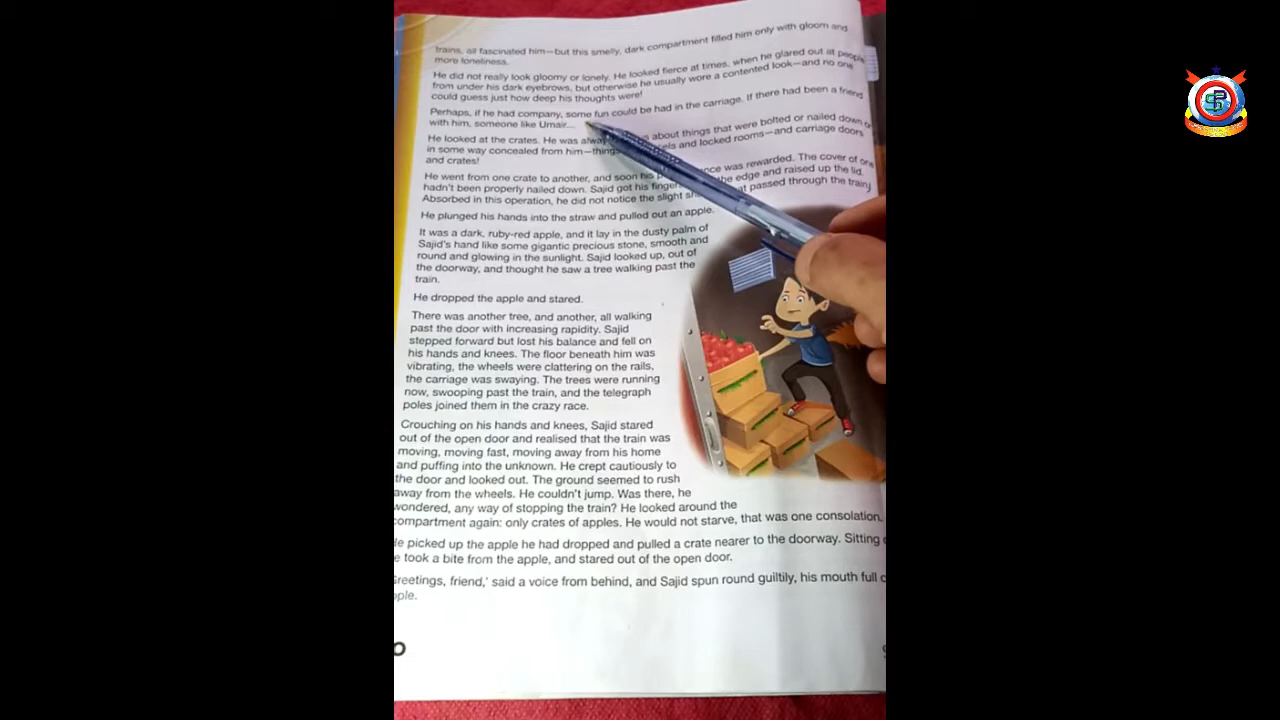 trains, all fascinated him—but this smelly, dark compartment filled him only with gloom and
more loneliness.
He did not really look gloomy or lonely. He looked fierce at times, when he glared out at people
from under his dark eyebrows, but otherwise he usually wore a contented look—and no one
could guess just how deep his thoughts were!
Perhaps, if he had company, some fun could be had in the carriage. If there had been a friend
with him, someone like Umair...
He looked at the crates. He was about things that were bolted or nailed down
in some way concealed from him—things and locked rooms—and carriage doors
and crates!
He went from one crate to another, and soon his was rewarded. The cover of one
hadn't been properly nailed down. Sajid got his fingers the edge and raised up the lid.
Absorbed in this operation, he did not notice the slight passed through the train
He plunged his hands into the straw and pulled out an apple.
It was a dark, ruby-red apple, and it lay in the dusty palm of
Sajid's hand like some gigantic precious stone, smooth and
round and glowing in the sunlight. Sajid looked up, out of
the doorway, and thought he saw a tree walking past the
train.
He dropped the apple and stared.
There was another tree, and another, all walking
past the door with increasing rapidity. Sajid
stepped forward but lost his balance and fell on
his hands and knees. The floor beneath him was
vibrating, the wheels were clattering on the rails,
the carriage was swaying. The trees were running
now, swooping past the train, and the telegraph
poles joined them in the crazy race.
Crouching on his hands and knees, Sajid stared
out of the open door and realised that the train was
moving, moving fast, moving away from his home
and puffing into the unknown. He crept cautiously to
the door and looked out. The ground seemed to rush
away from the wheels. He couldn't jump. Was there, he
wondered, any way of stopping the train? He looked around the
compartment again: only crates of apples. He would not starve, that was one consolation.
e picked up the apple he had dropped and pulled a crate nearer to the doorway. Sitting
e took a bite from the apple, and stared out of the open door.
reetings, friend,' said a voice from behind, and Sajid spun round guiltily, his mouth full
ple.